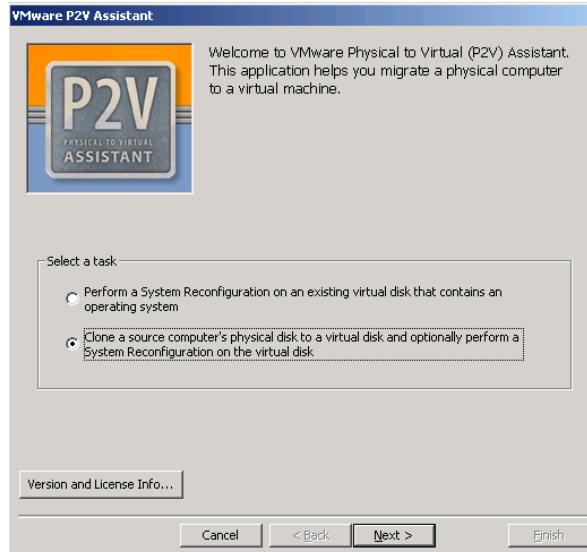 VMware P2V Assistant
P2V
PHYSICAL TO VIRTUAL
ASSISTANT
Welcome to VMware Physical to Virtual (P2V) Assistant.
This application helps you migrate a physical computer
to a virtual machine.
Select a task
Perform a System Reconfiguration on an existing virtual disk that contains an
operating system
Clone a source computer's physical disk to a virtual disk and optionally perform a
System Reconfiguration on the virtual disk
Version and License Info...
Cancel
< Back
Next >
Finish